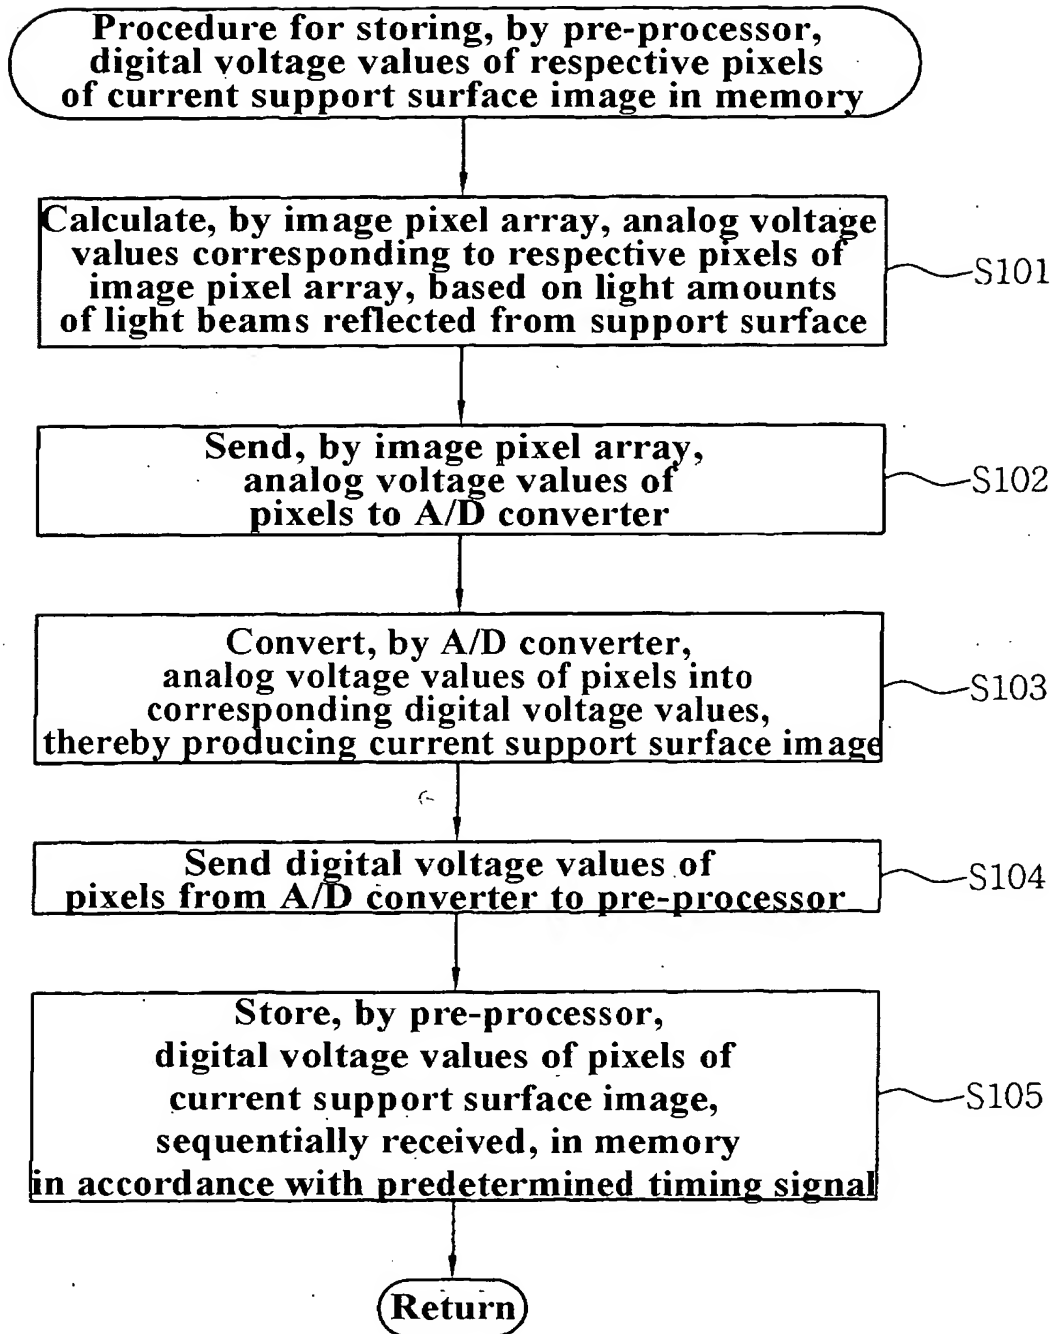 Procedure for storing, by pre-processor,
digital voltage values of respective pixels
of current support surface image in memory
Calculate, by image pixel array, analog voltage
values corresponding to respective pixels of
image pixel array, based on light amounts
of light beams reflected from support surface
S101
Send, by image pixel array,
analog voltage values of
pixels to A/D converter
S102
Convert, by A/D converter,
analog voltage values of pixels into
corresponding digital voltage values,
thereby producing current support surface image
S103
Send digital voltage values of
pixels from A/D converter to pre-processor
S104
Store, by pre-processor,
digital voltage values of pixels of
current support surface image,
sequentially received, in memory
in accordance with predetermined timing signal
S105
Return